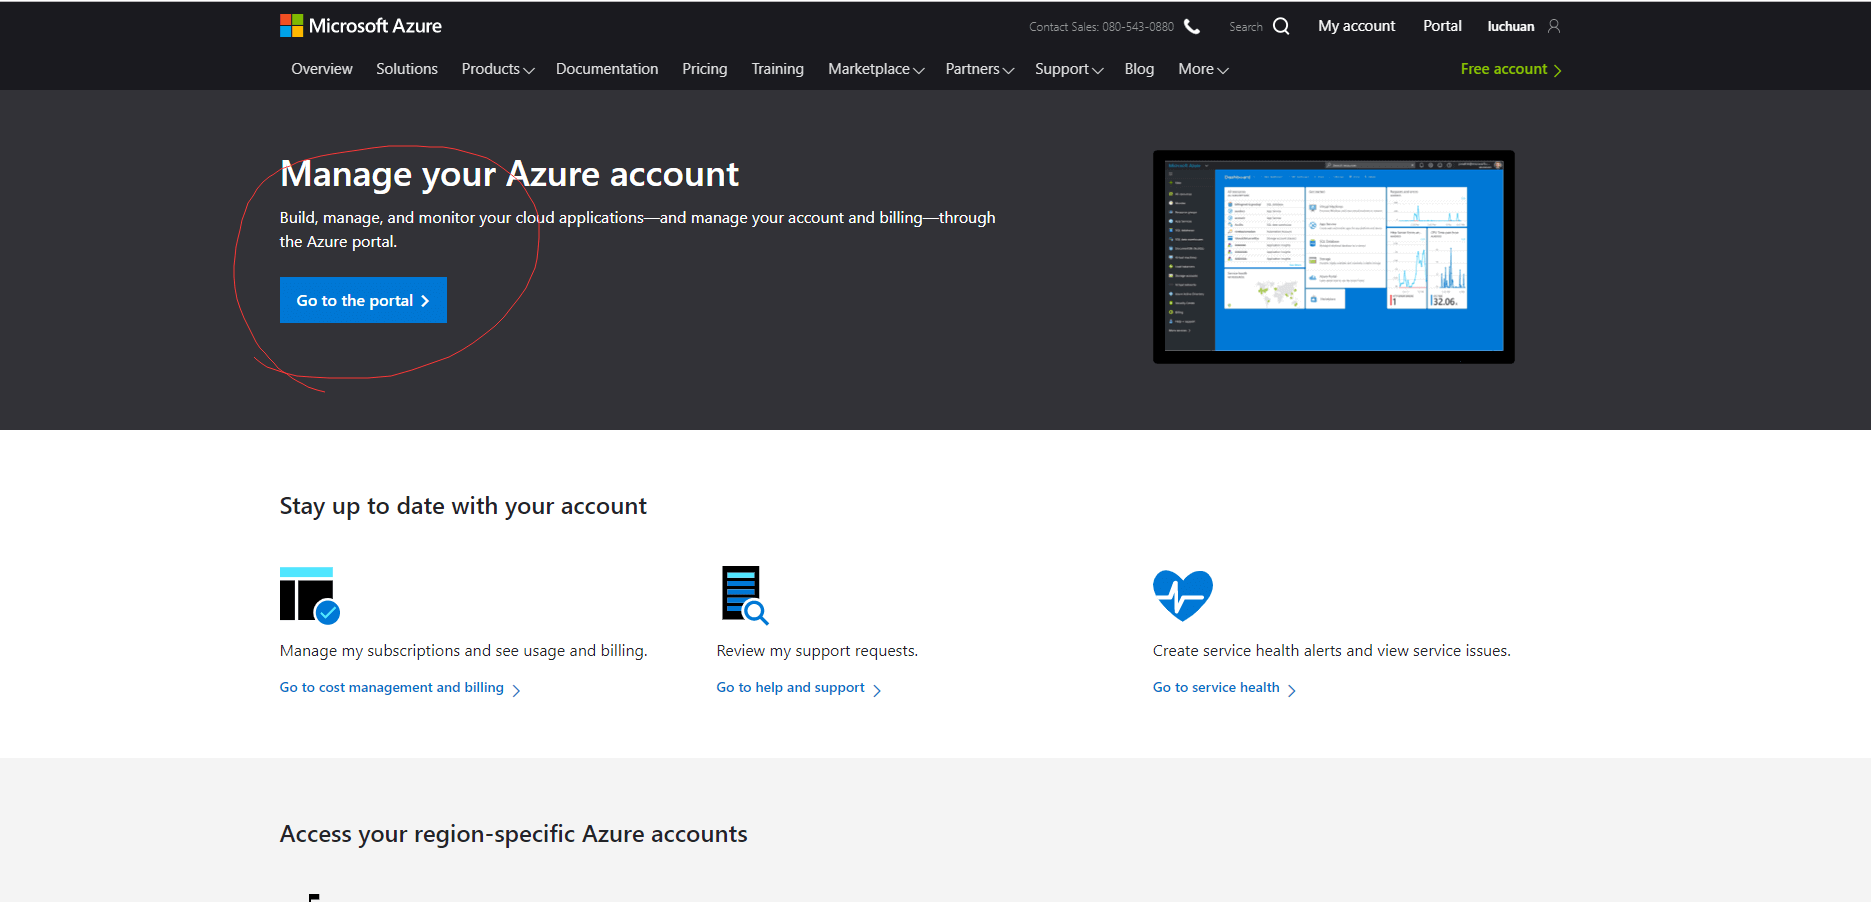 Microsoft Azure
Contact Sales: 080-543-0880
Search
My account
Portal
luchuan
Overview
Solutions
Products
Documentation
Pricing
Training
Marketplace
Partners
Support
Blog
More
Free account
Manage your Azure account
Build, manage, and monitor your cloud applications—and manage your account and billing—through
the Azure portal.
Go to the portal
Dashboard
1
32.06
Stay up to date with your account
Manage my subscriptions and see usage and billing.
Go to cost management and billing
Review my support requests.
Go to help and support
Create service health alerts and view service issues.
Go to service health
Access your region-specific Azure accounts